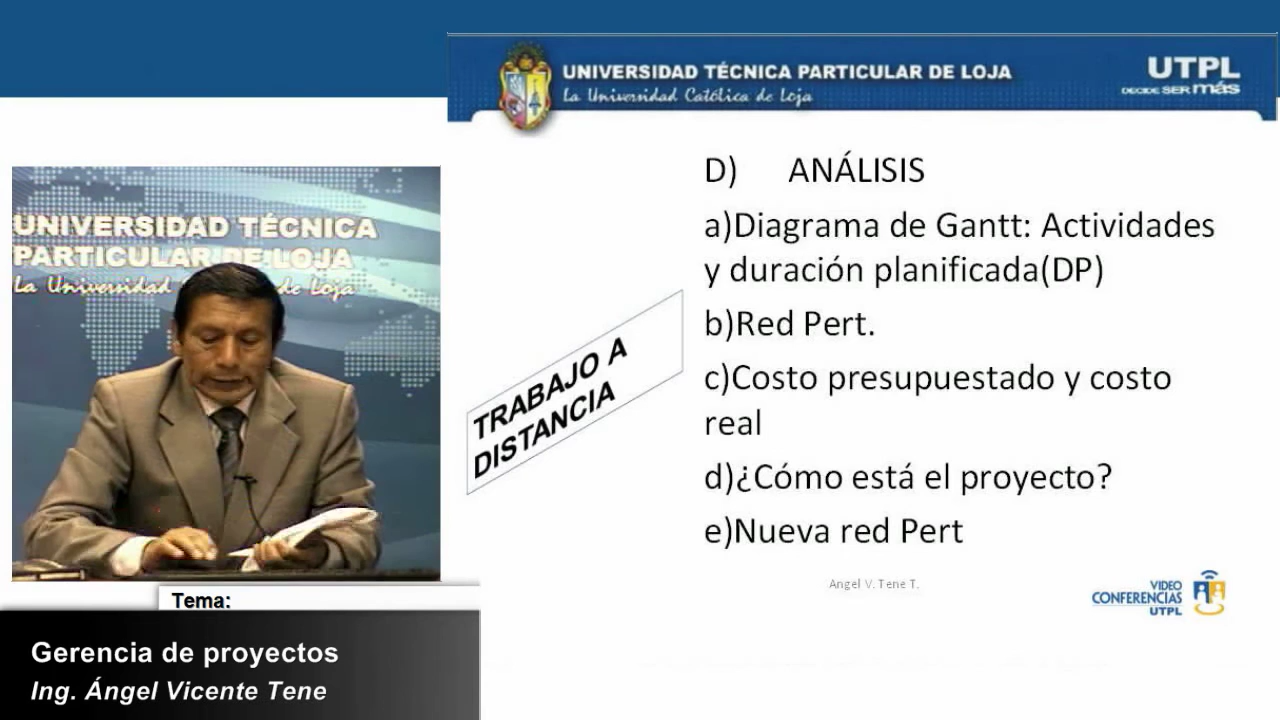 UNIVERSIDAD TÉCNICA PARTICULAR DE LOJA
La Universidad Católica de Loja
UTPL
DECIDE SER más
UNIVERSIDAD TÉCNICA
PARTICULAR DE LOJA
La Universidad de Loja
TRABAJO A
DISTANCIA
D) ANÁLISIS
a)Diagrama de Gantt: Actividades
y duración planificada(DP)
b)Red Pert.
c)Costo presupuestado y costo
real
d)¿Cómo está el proyecto?
e)Nueva red Pert
Angel V. Tene T.
VIDEO
CONFERENCIAS
UTPL
Tema:
Gerencia de proyectos
Ing. Ángel Vicente Tene